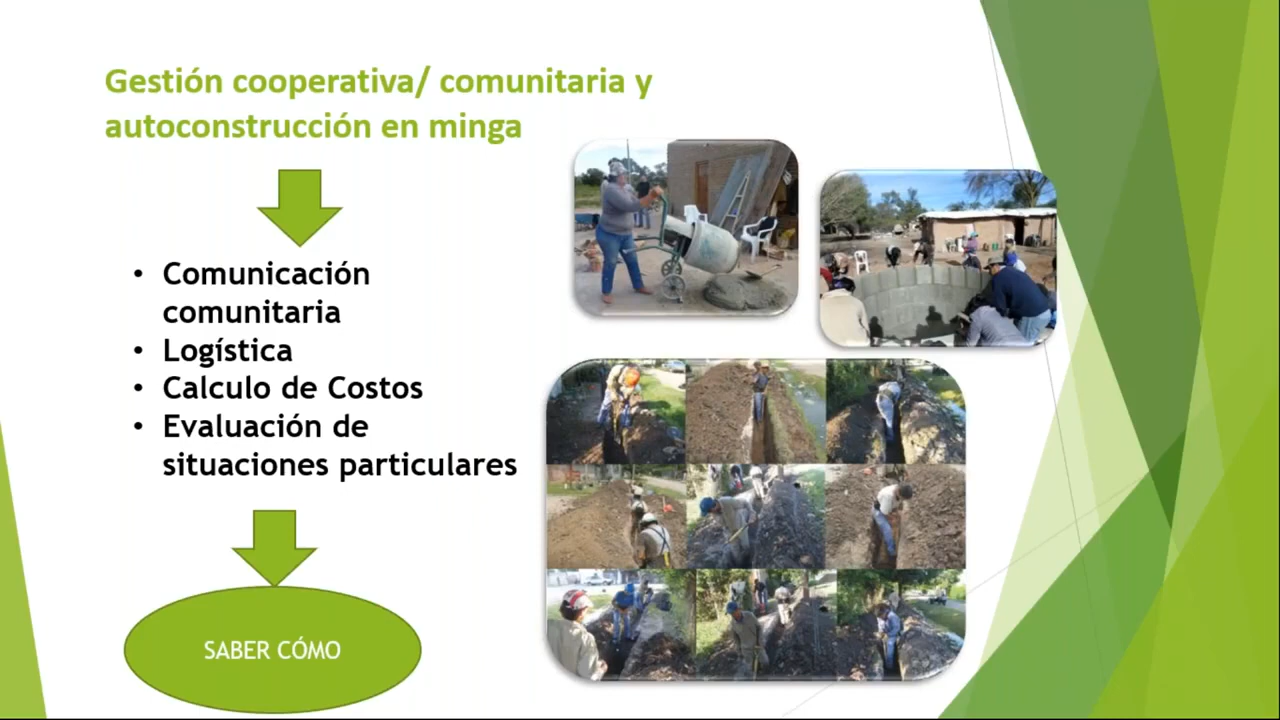 Gestión cooperativa/ comunitaria y
autoconstrucción en minga
• Comunicación
comunitaria
• Logística
• Calculo de Costos
• Evaluación de
situaciones particulares
SABER CÓMO